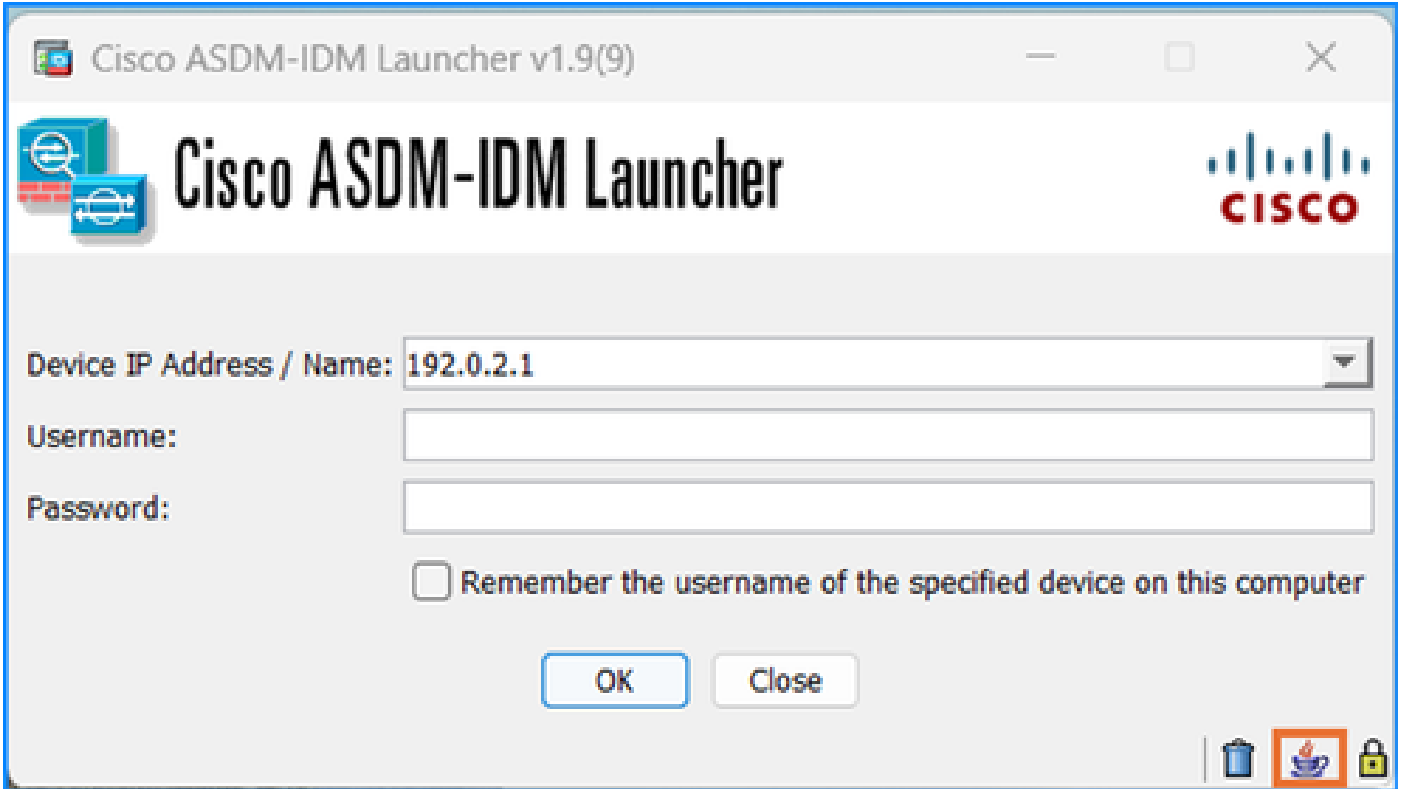 Cisco ASDM-IDM Launcher v1.9(9)
Cisco ASDM-IDM Launcher
CISCO
Device IP Address / Name: 192.0.2.1
Username:
Password:
Remember the username of the specified device on this computer
OK Close